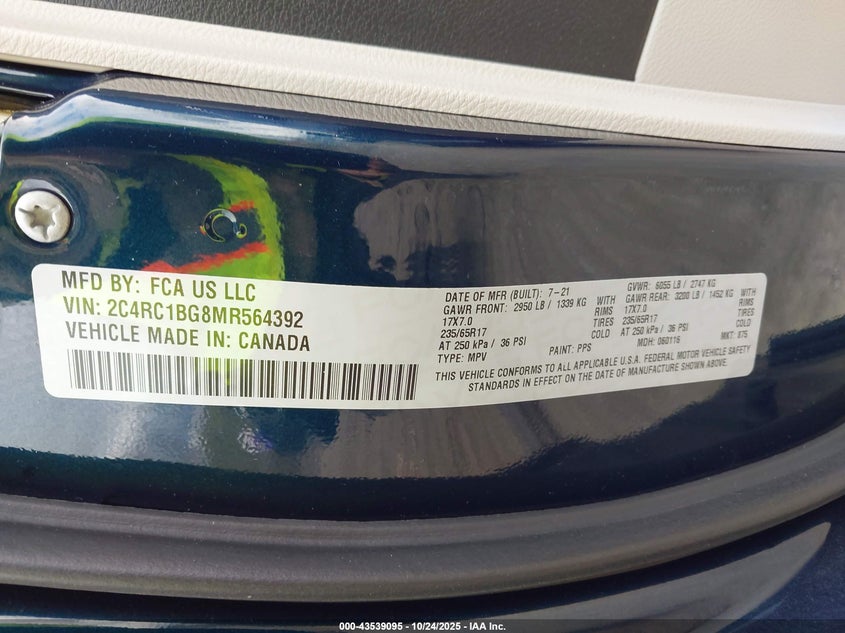 MFD BY: FCA US LLC
VIN: 2C4RC1BG8MR564392
VEHICLE MADE IN: CANADA
DATE OF MFR (BUILT): 7-21
GVWR: 6055 LB / 2747 KG
GAWR FRONT: 2950 LB / 1339 KG WITH
GAWR REAR: 3200 LB / 1452 KG WITH
17X7.0 RIMS
17X7.0 RIMS
235/65R17 TIRES
235/65R17 TIRES
AT 250 kPa / 36 PSI COLD
AT 250 kPa / 36 PSI COLD
TYPE: MPV PAINT: PPS MDH: 060116 MKT: 875
THIS VEHICLE CONFORMS TO ALL APPLICABLE U.S.A. FEDERAL MOTOR VEHICLE SAFETY
STANDARDS IN EFFECT ON THE DATE OF MANUFACTURE SHOWN ABOVE.
000-43539095 - 10/24/2025 - IAA Inc.